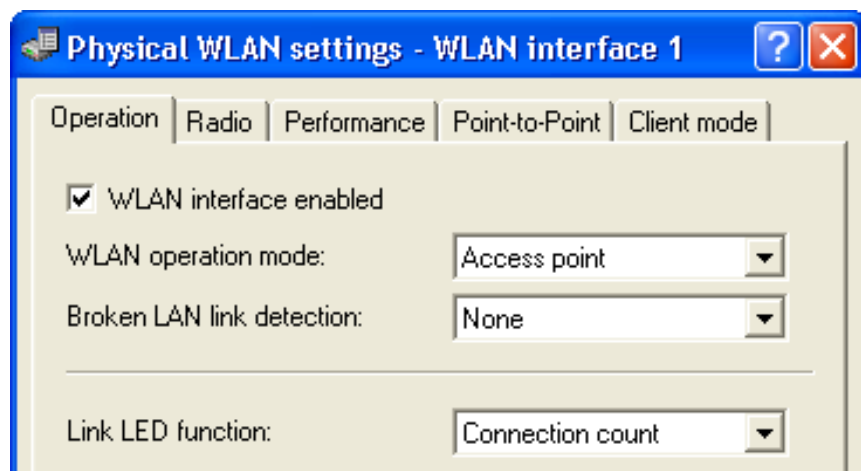 Physical WLAN settings - WLAN interface 1 ?
Operation Radio Performance Point-to-Point Client mode
WLAN interface enabled
WLAN operation mode: Access point
Broken LAN link detection: None
Link LED function: Connection count